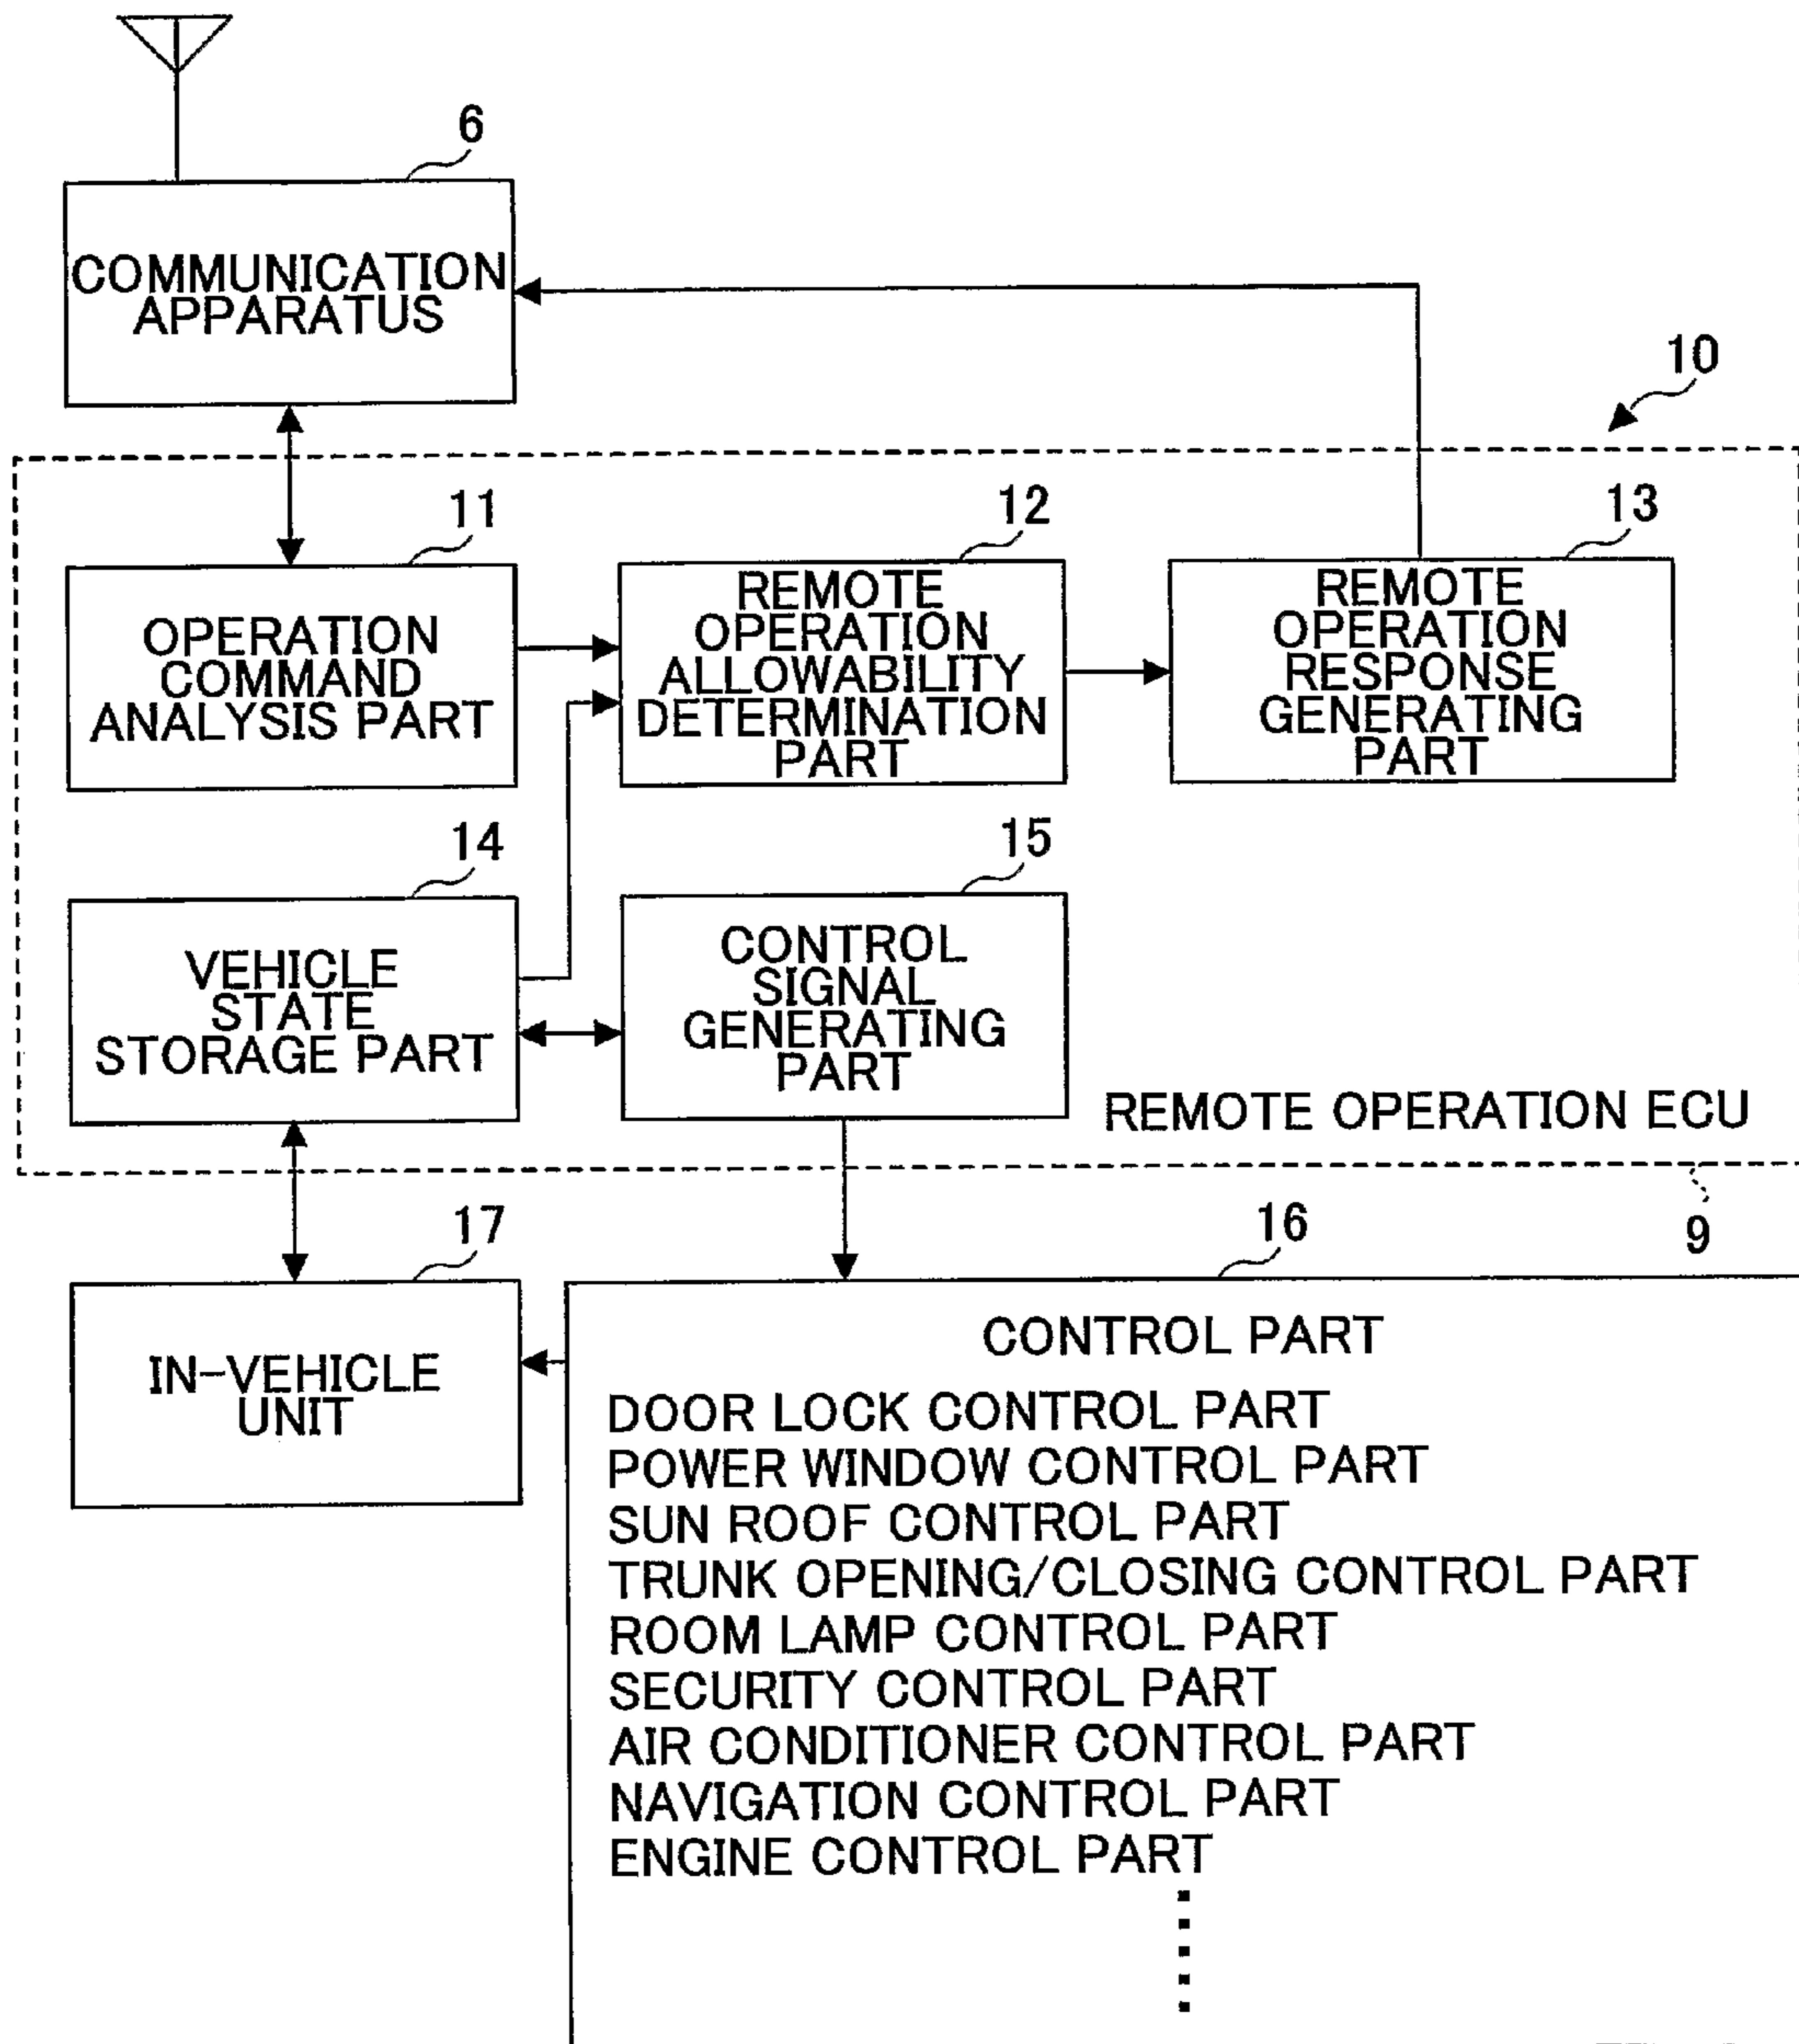 6
COMMUNICATION
APPARATUS
10
11
12
13
OPERATION
COMMAND
ANALYSIS PART
REMOTE
OPERATION
ALLOWABILITY
DETERMINATION
PART
REMOTE
OPERATION
RESPONSE
GENERATING
PART
14
15
VEHICLE
STATE
STORAGE PART
CONTROL
SIGNAL
GENERATING
PART
REMOTE OPERATION ECU
9
17
16
IN-VEHICLE
UNIT
CONTROL PART
DOOR LOCK CONTROL PART
POWER WINDOW CONTROL PART
SUN ROOF CONTROL PART
TRUNK OPENING/CLOSING CONTROL PART
ROOM LAMP CONTROL PART
SECURITY CONTROL PART
AIR CONDITIONER CONTROL PART
NAVIGATION CONTROL PART
ENGINE CONTROL PART